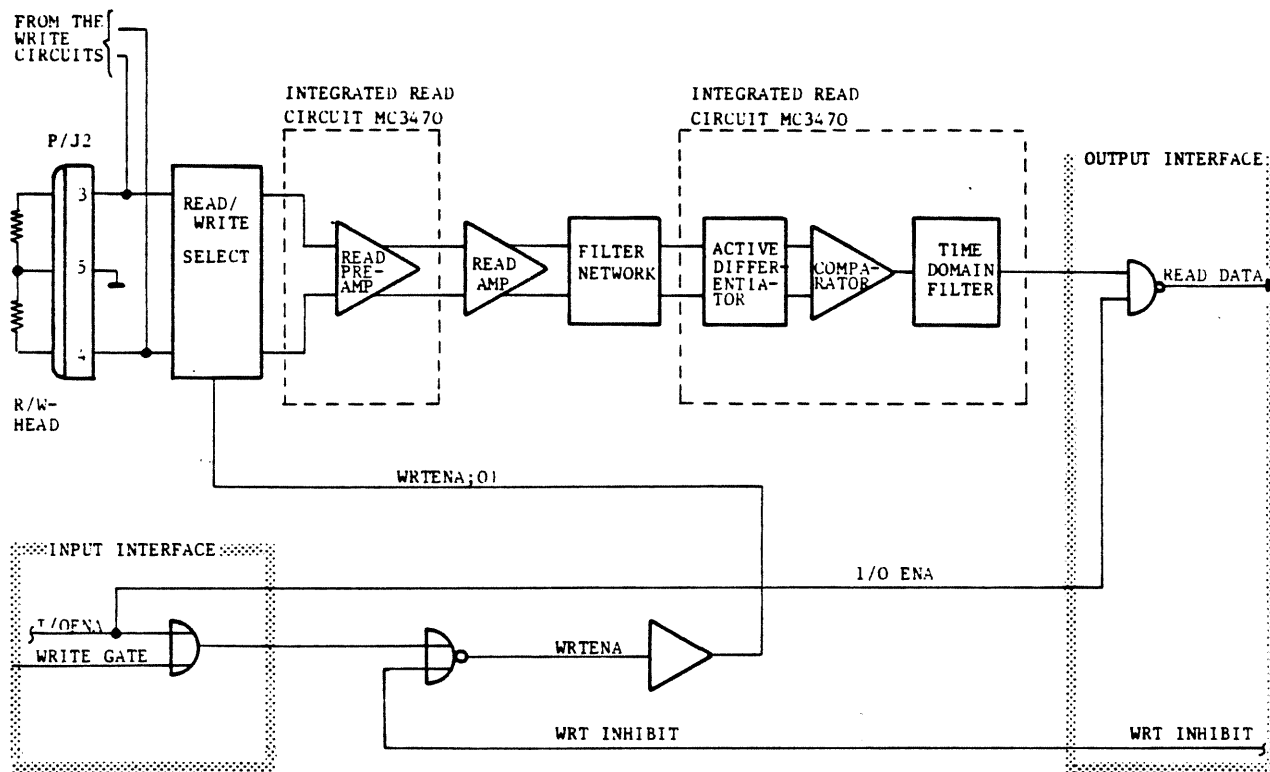 FROM THE
WRITE
CIRCUITS
P/J2
3
5
4
R/W-
HEAD
READ/
WRITE
SELECT
INTEGRATED READ
CIRCUIT MC3470
READ
PRE-
AMP
READ
AMP
FILTER
NETWORK
INTEGRATED READ
CIRCUIT MC3470
ACTIVE
DIFFER-
ENTIA-
TOR
COMPA-
RATOR
TIME
DOMAIN
FILTER
OUTPUT INTERFACE
READ DATA
WRTENA;01
INPUT INTERFACE
I/OENA
WRITE GATE
I/O ENA
WRTENA
WRT INHIBIT
WRT INHIBIT